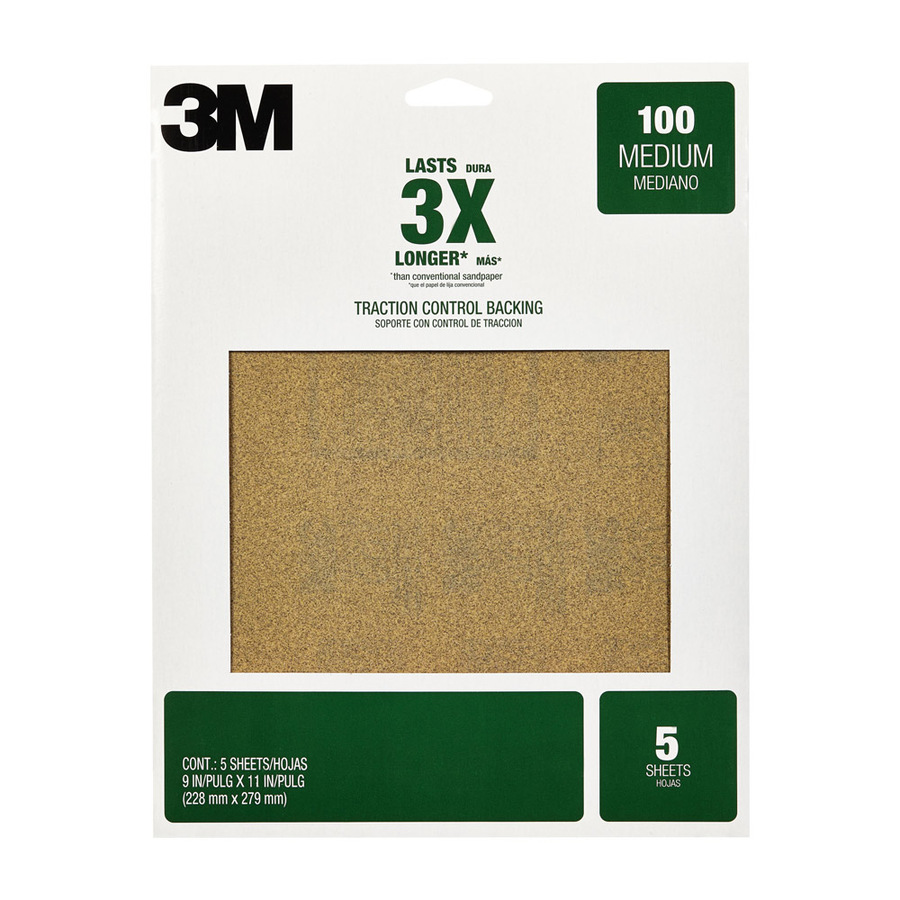 3M
100
MEDIUM
MEDIANO
LASTS DURA
3X
LONGER* MÁS*
*than conventional sandpaper
*que el papel de lija convencional
TRACTION CONTROL BACKING
SOPORTE CON CONTROL DE TRACCION
CONT.: 5 SHEETS/HOJAS
9 IN/PULG X 11 IN/PULG
(228 mm x 279 mm)
5
SHEETS
HOJAS